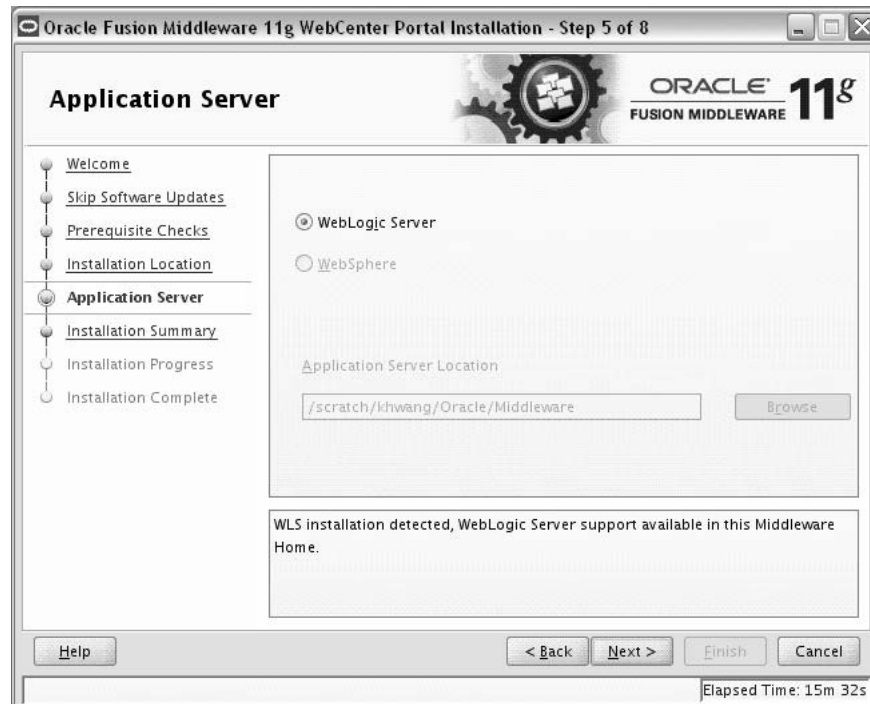 Oracle Fusion Middleware 11g WebCenter Portal Installation - Step 5 of 8
Application Server
ORACLE
FUSION MIDDLEWARE
11g
Welcome
Skip Software Updates
Prerequisite Checks
Installation Location
Application Server
Installation Summary
Installation Progress
Installation Complete
WebLogic Server
WebSphere
Application Server Location
/scratch/khwang/Oracle/Middleware
Browse
WLS installation detected, WebLogic Server support available in this Middleware
Home.
Help
< Back
Next >
Finish
Cancel
Elapsed Time: 15m 32s